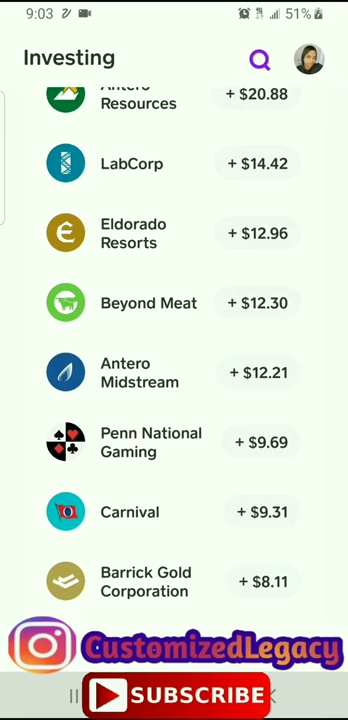 9:03 51%
Investing
Antero
Resources
+ $20.88
LabCorp + $14.42
Eldorado
Resorts
+ $12.96
Beyond Meat + $12.30
Antero
Midstream
+ $12.21
Penn National
Gaming
+ $9.69
Carnival + $9.31
Barrick Gold
Corporation
+ $8.11
CustomizedLegacy
SUBSCRIBE